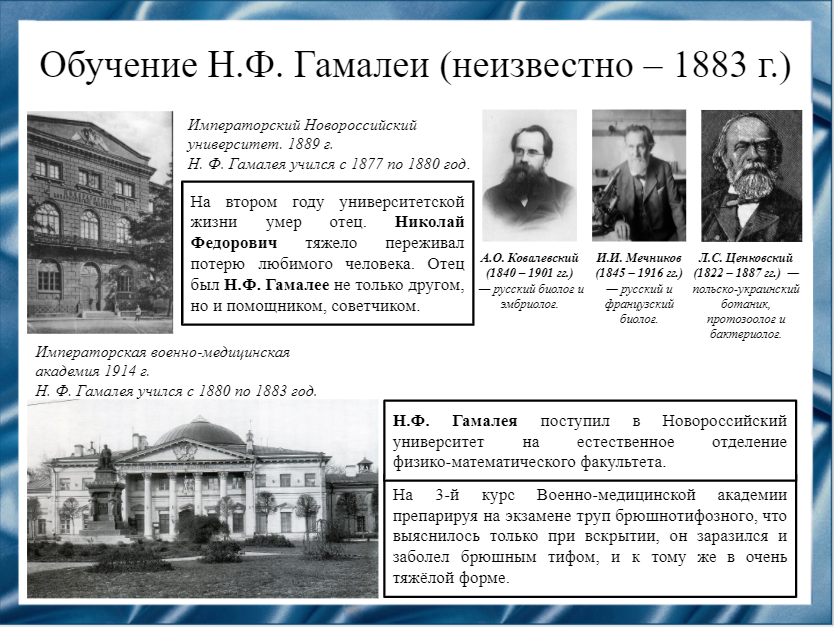 Обучение Н.Ф. Гамалеи (неизвестно – 1883 г.)
Императорский Новороссийский
университет. 1889 г.
Н. Ф. Гамалея учился с 1877 по 1880 год.
На втором году университетской
жизни умер отец. Николай
Федорович тяжело переживал
потерю любимого человека. Отец
был Н.Ф. Гамалее не только другом,
но и помощником, советчиком.
А.О. Ковалевский
(1840 – 1901 гг.)
— русский биолог и
эмбриолог.
И.И. Мечников
(1845 – 1916 гг.)
— русский и
французский
биолог.
Л.С. Ценковский
(1822 – 1887 гг.) —
польско-украинский
ботаник,
протозоолог и
бактериолог.
Императорская военно-медицинская
академия 1914 г.
Н. Ф. Гамалея учился с 1880 по 1883 год.
Н.Ф. Гамалея поступил в Новороссийский
университет на естественное отделение
физико-математического факультета.
На 3-й курс Военно-медицинской академии
препарируя на экзамене труп брюшнотифозного, что
выяснилось только при вскрытии, он заразился и
заболел брюшным тифом, и к тому же в очень
тяжёлой форме.